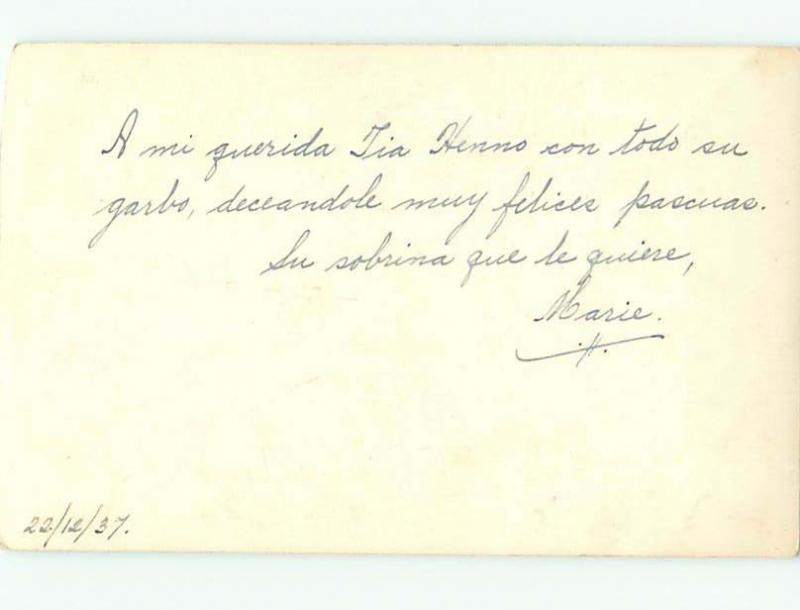 A mi querida Tia Henno con todo su
garbo, deceandole muy felices pascuas.
Su sobrina que le quiere,
Marie.
22/12/37.